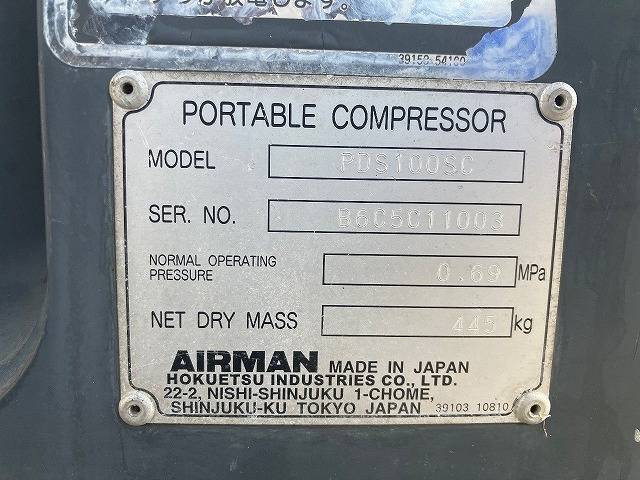 39158 54100
PORTABLE COMPRESSOR
MODEL PDS100SC
SER. NO. B6C5C11003
NORMAL OPERATING PRESSURE 0.69 MPa
NET DRY MASS 445 kg
AIRMAN MADE IN JAPAN
HOKUETSU INDUSTRIES CO., LTD.
22-2, NISHI-SHINJUKU 1-CHOME,
SHINJUKU-KU TOKYO JAPAN 39103 10810